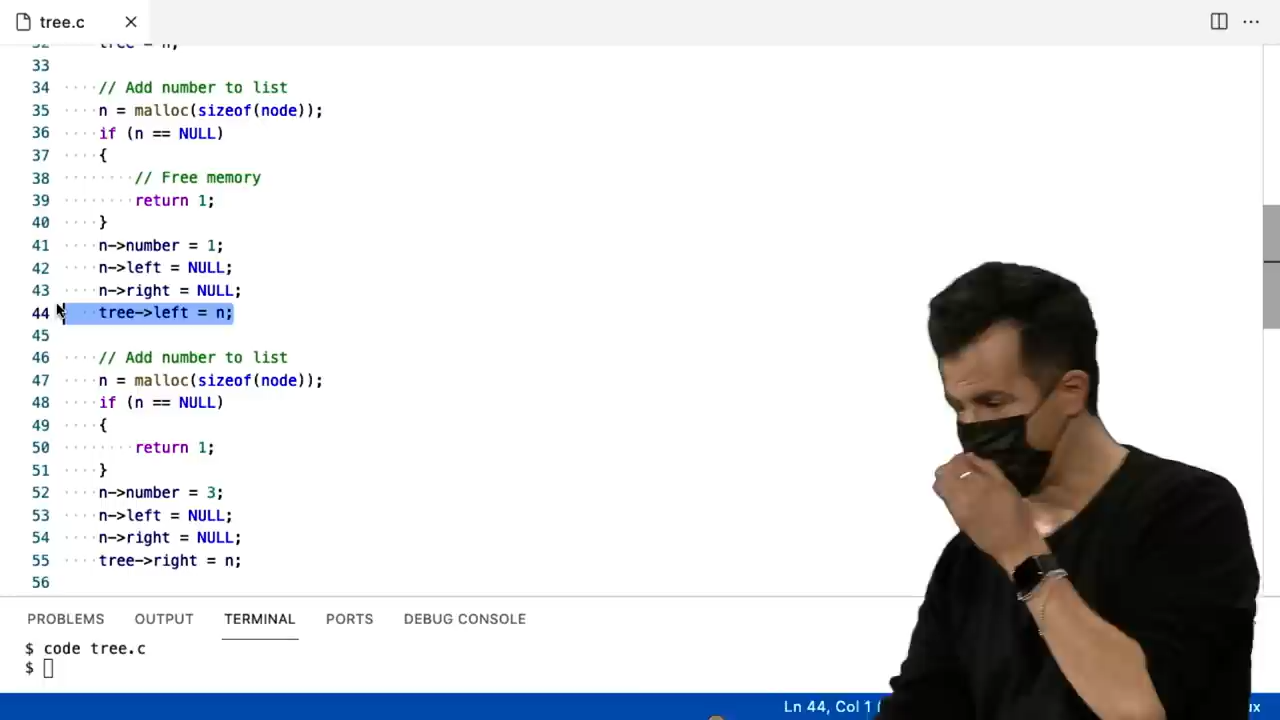 tree.c
32 tree = n;
33
34 // Add number to list
35 n = malloc(sizeof(node));
36 if (n == NULL)
37 {
38 // Free memory
39 return 1;
40 }
41 n->number = 1;
42 n->left = NULL;
43 n->right = NULL;
44 tree->left = n;
45
46 // Add number to list
47 n = malloc(sizeof(node));
48 if (n == NULL)
49 {
50 return 1;
51 }
52 n->number = 3;
53 n->left = NULL;
54 n->right = NULL;
55 tree->right = n;
56
PROBLEMS OUTPUT TERMINAL PORTS DEBUG CONSOLE
$ code tree.c
$
Ln 44, Col 1